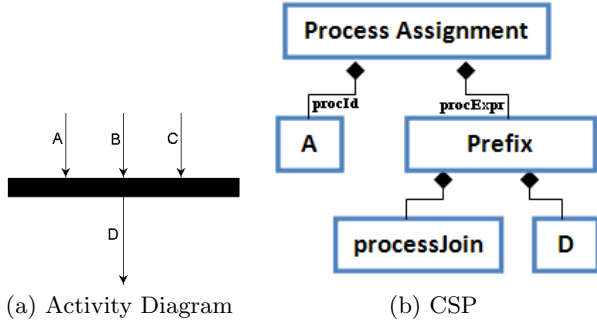 Process Assignment
procId
procExpr
A
B
C
A
Prefix
D
processJoin
D
(a) Activity Diagram
(b) CSP